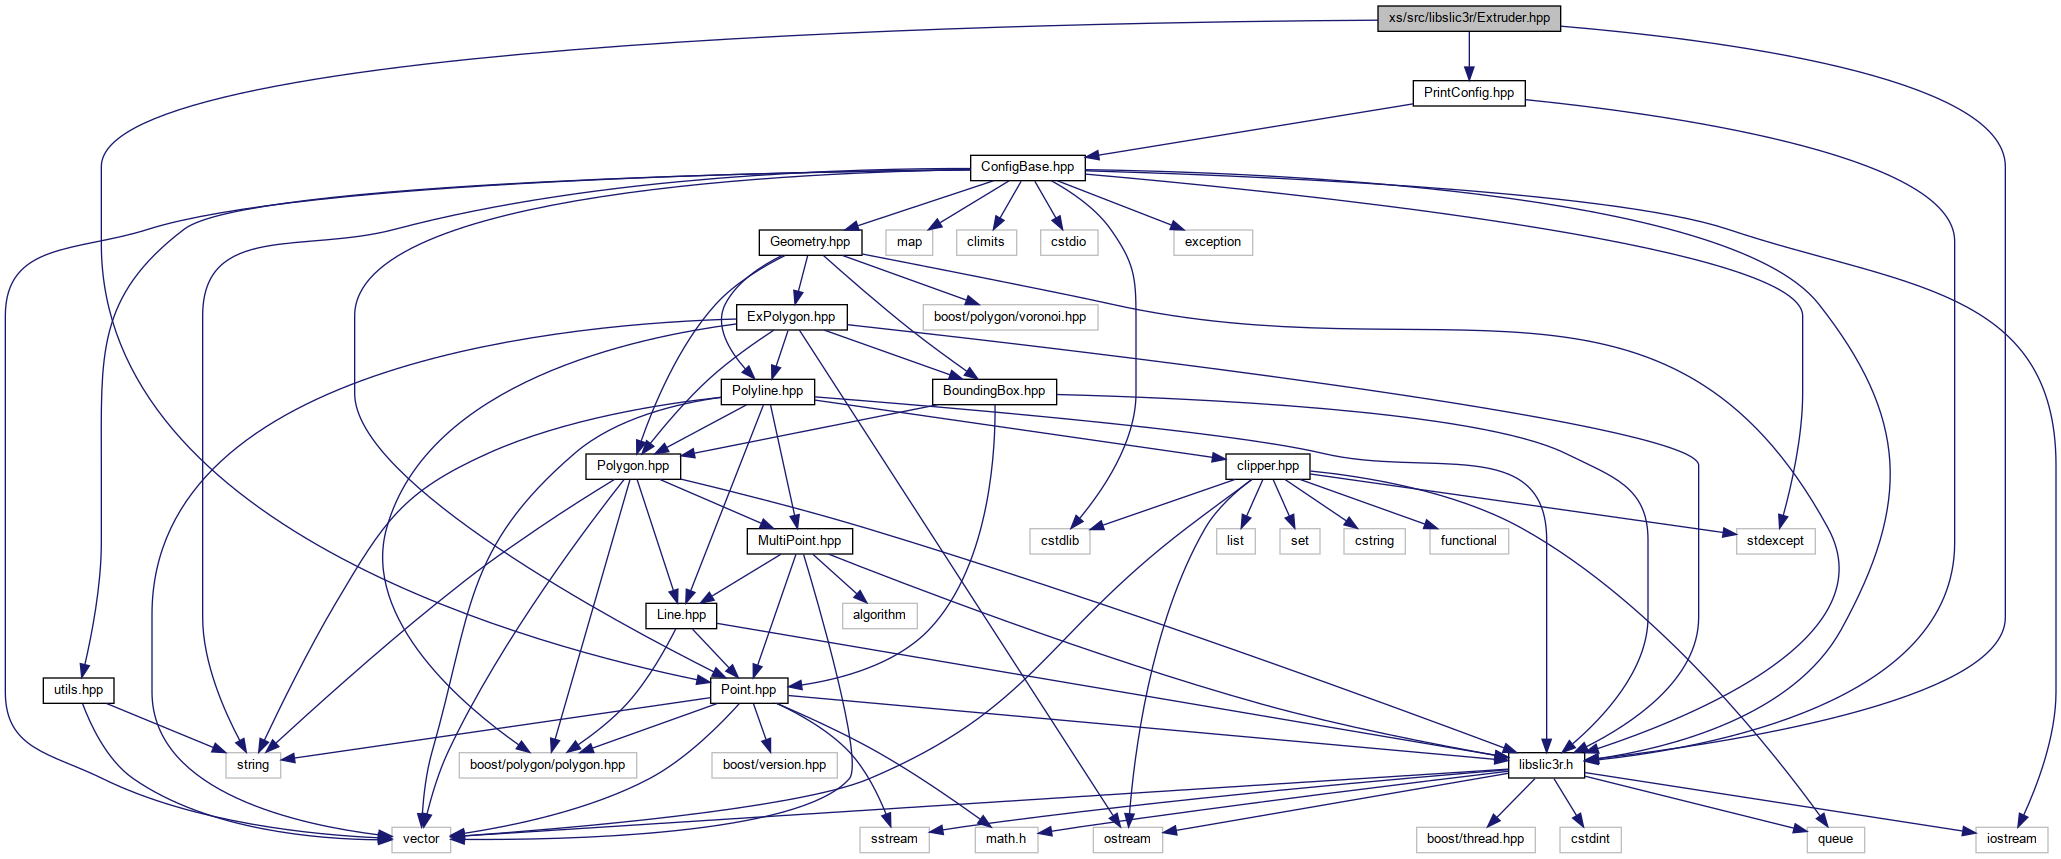 xs/src/libslic3r/Extruder.hpp
PrintConfig.hpp
ConfigBase.hpp
Geometry.hpp
map
climits
cstdio
exception
ExPolygon.hpp
boost/polygon/voronoi.hpp
Polyline.hpp
BoundingBox.hpp
Polygon.hpp
clipper.hpp
MultiPoint.hpp
cstdlib
list
set
cstring
functional
stdexcept
Line.hpp
algorithm
utils.hpp
Point.hpp
string
boost/polygon/polygon.hpp
boost/version.hpp
libslic3r.h
vector
sstream
math.h
ostream
boost/thread.hpp
cstdint
queue
iostream